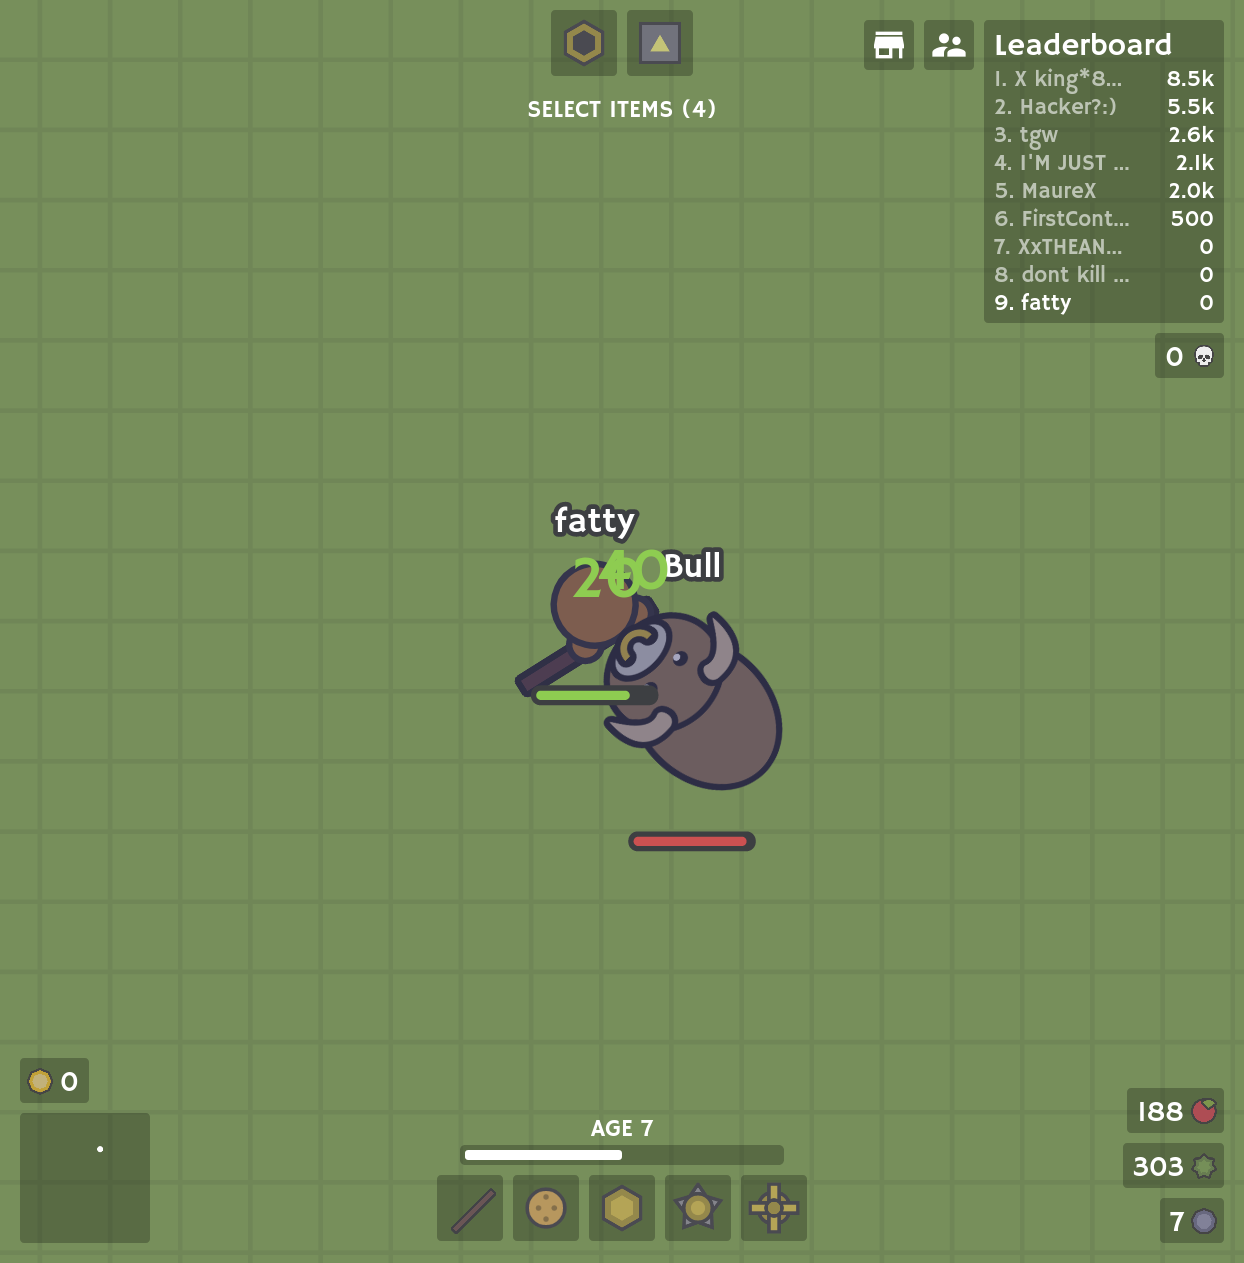 SELECT ITEMS (4)
Leaderboard
1. X king*8... 8.5k
2. Hacker?:) 5.5k
3. tgw 2.6k
4. I'M JUST ... 2.1k
5. MaureX 2.0k
6. FirstCont... 500
7. XxTHEAN... 0
8. dont kill ... 0
9. fatty 0
0
fatty
20
40
Bull
0
AGE 7
188
303
7